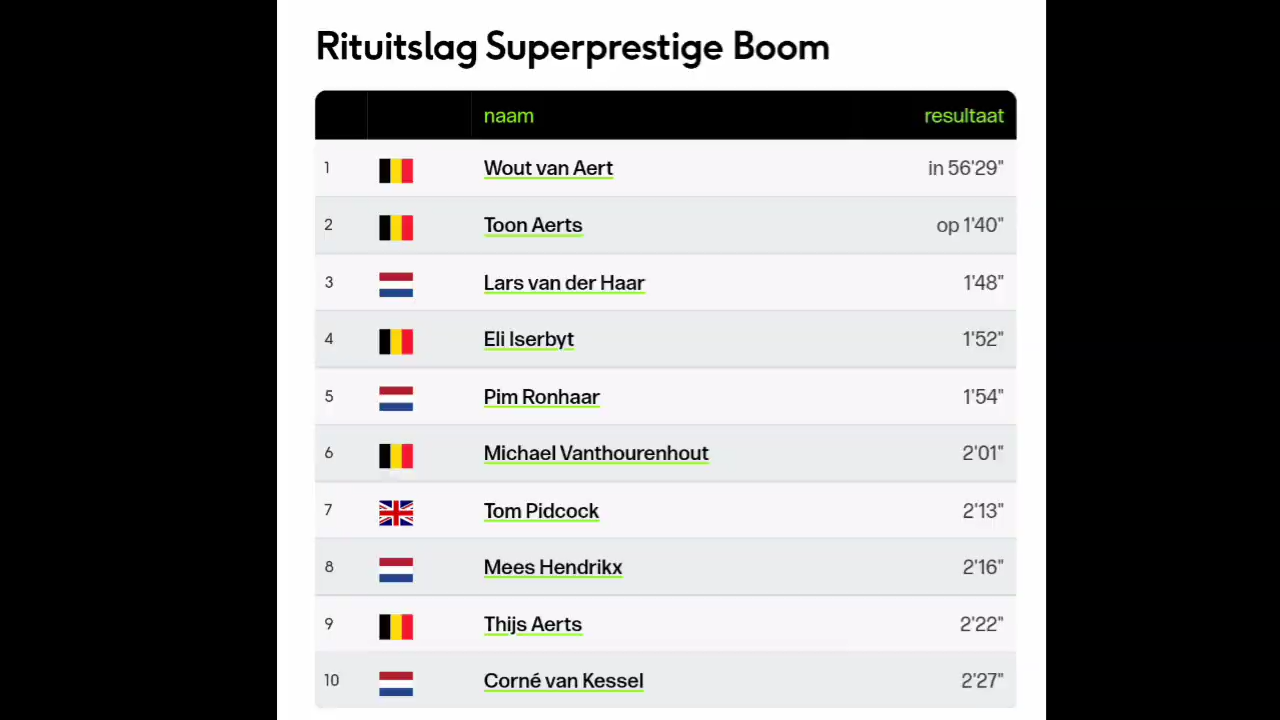 Rituitslag Superprestige Boom
naam resultaat
1 Wout van Aert in 56'29"
2 Toon Aerts op 1'40"
3 Lars van der Haar 1'48"
4 Eli Iserbyt 1'52"
5 Pim Ronhaar 1'54"
6 Michael Vanthourenhout 2'01"
7 Tom Pidcock 2'13"
8 Mees Hendrikx 2'16"
9 Thijs Aerts 2'22"
10 Corné van Kessel 2'27"